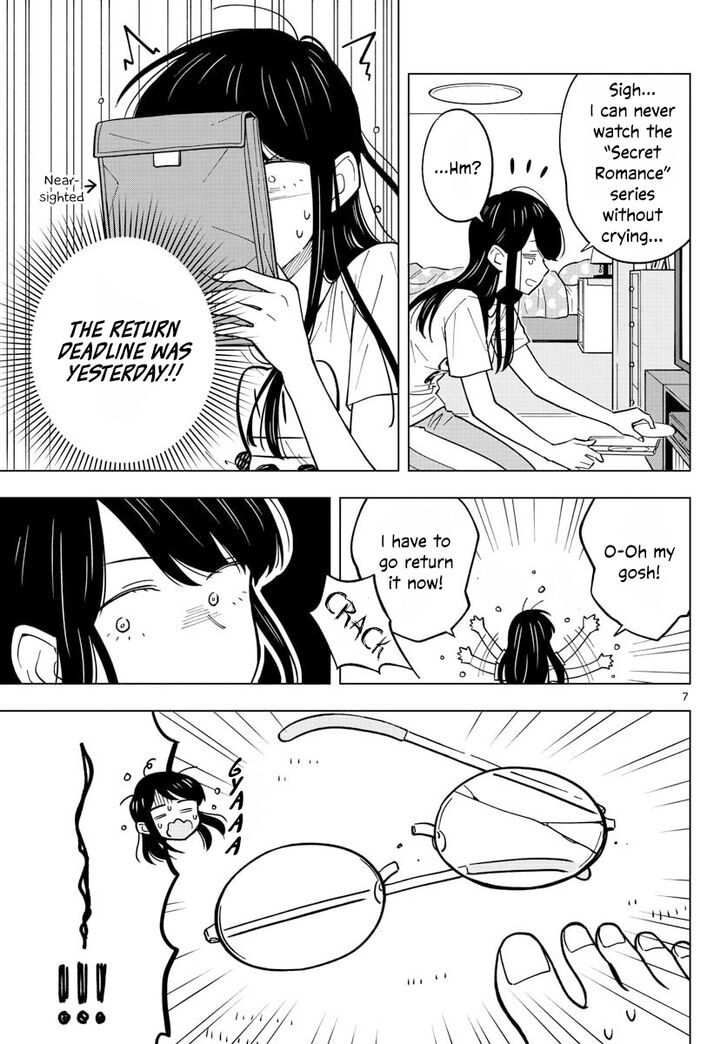 Sigh...
I can never
watch the
“Secret
Romance”
series
without
crying...
...Hm?
Near-
sighted
THE RETURN
DEADLINE WAS
YESTERDAY!!
O-Oh my
gosh!
I have to
go return
it now!
CRACK
7
GYAAA
!!!